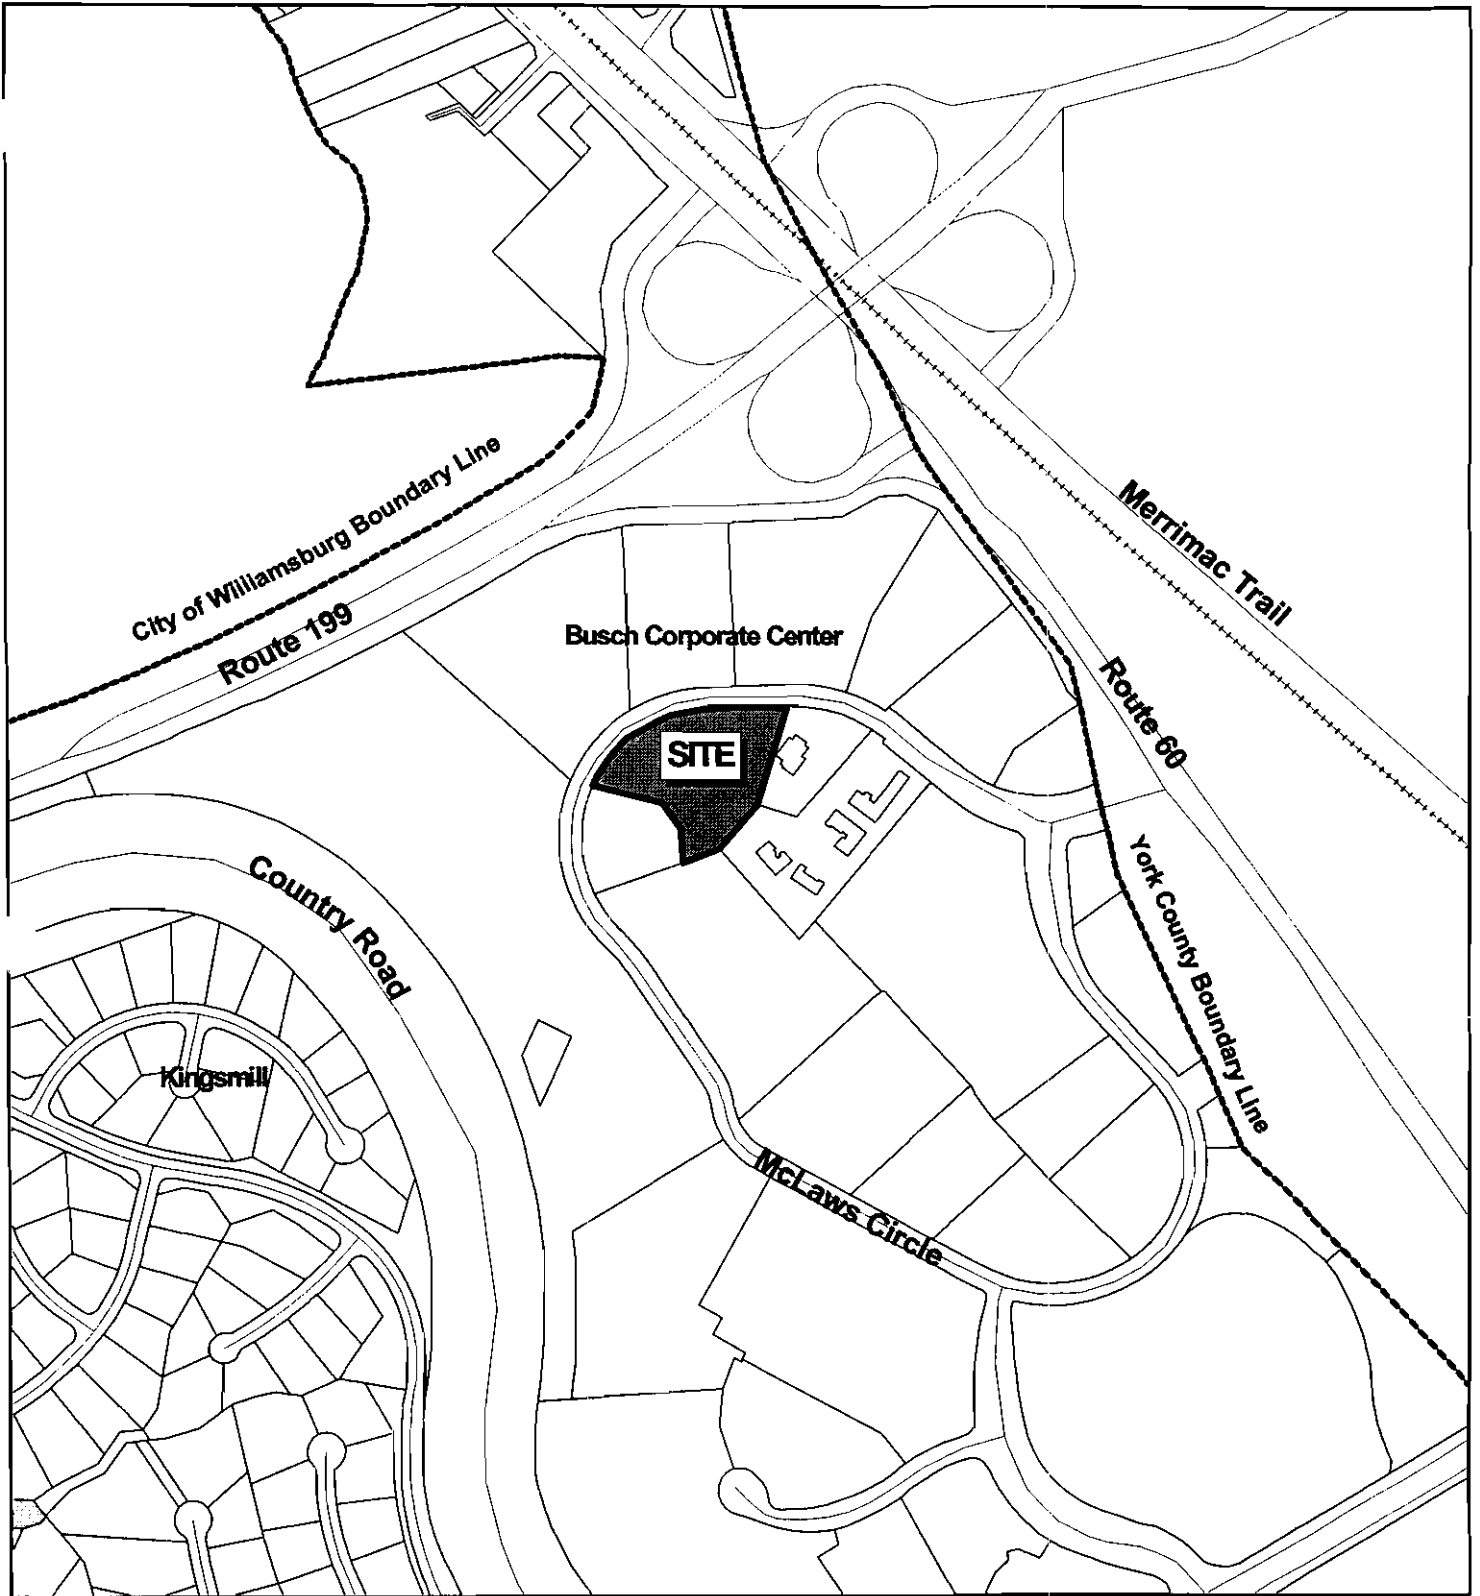 City of Williamsburg Boundary Line
Route 199
Merrimac Trail
Busch Corporate Center
Route 60
SITE
Country Road
York County Boundary Line
Kingsmill
McLaws Circle